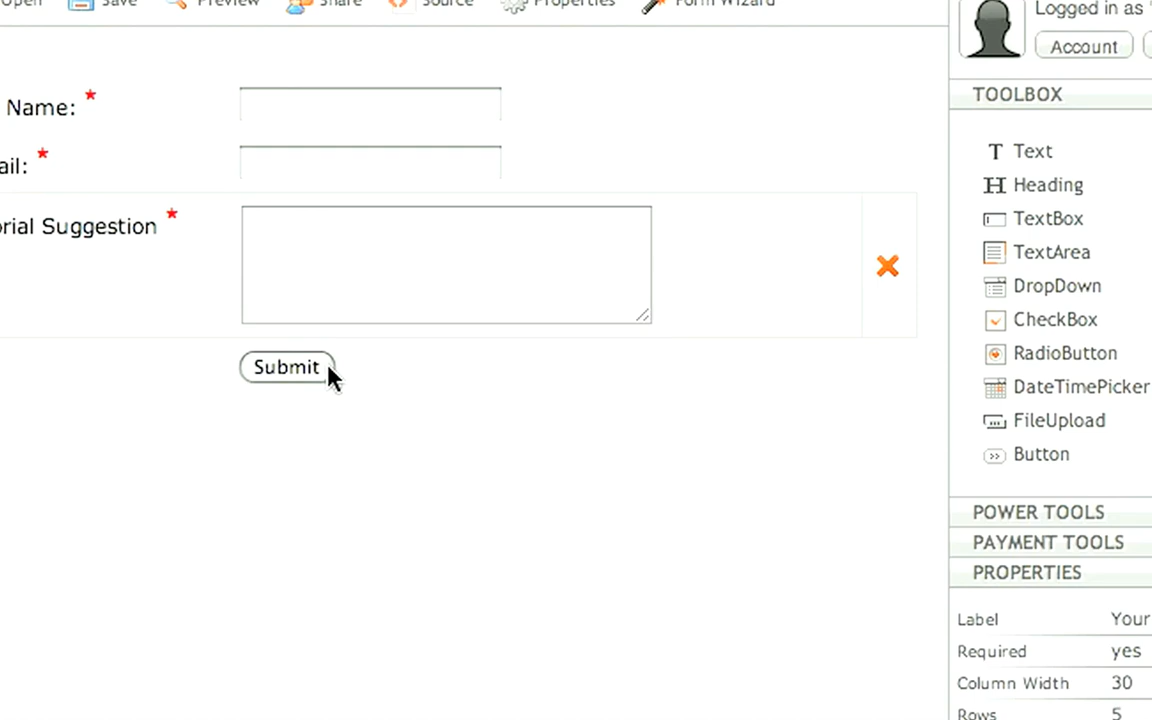 Open Save Preview Share Source Properties Form Wizard
Logged in as
Account
TOOLBOX
Name: *
ail: *
orial Suggestion *
Submit
T Text
H Heading
TextBox
TextArea
DropDown
CheckBox
RadioButton
DateTimePicker
FileUpload
Button
POWER TOOLS
PAYMENT TOOLS
PROPERTIES
Label Your
Required yes
Column Width 30
Rows 5